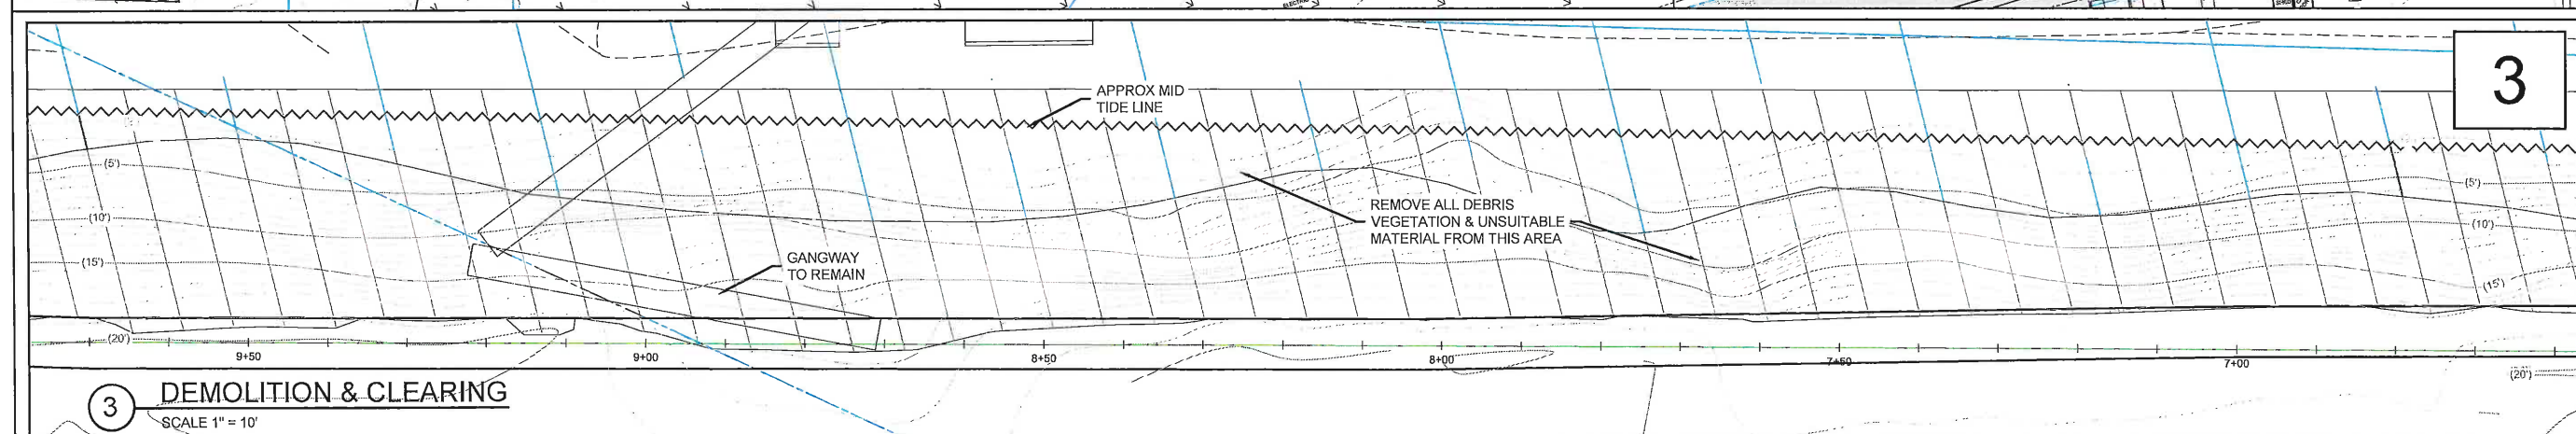 3
APPROX MID
TIDE LINE
(5')
(5')
REMOVE ALL DEBRIS
VEGETATION & UNSUITABLE
MATERIAL FROM THIS AREA
(10')
(10')
GANGWAY
TO REMAIN
(15')
(15')
(20')
9+50
9+00
8+50
8+00
7+50
7+00
(20')
3
DEMOLITION & CLEARING
SCALE 1" = 10'